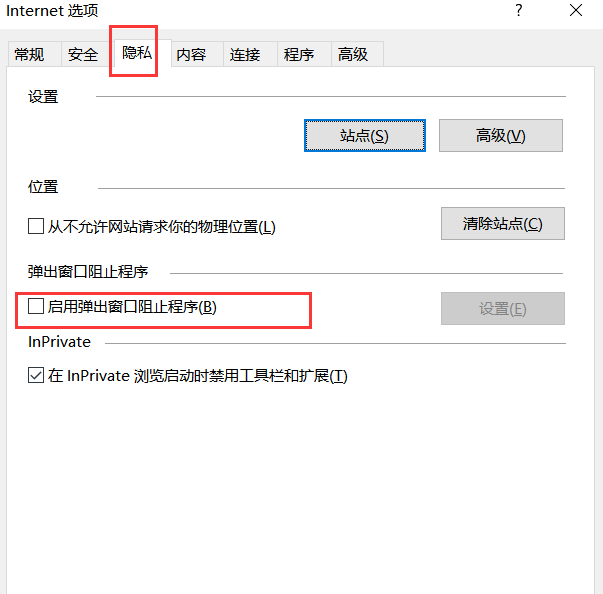 Internet 选项 ?
常规 安全 隐私 内容 连接 程序 高级
设置
站点(S) 高级(V)
位置
从不允许网站请求你的物理位置(L) 清除站点(C)
弹出窗口阻止程序
启用弹出窗口阻止程序(B) 设置(E)
InPrivate
在 InPrivate 浏览启动时禁用工具栏和扩展(T)